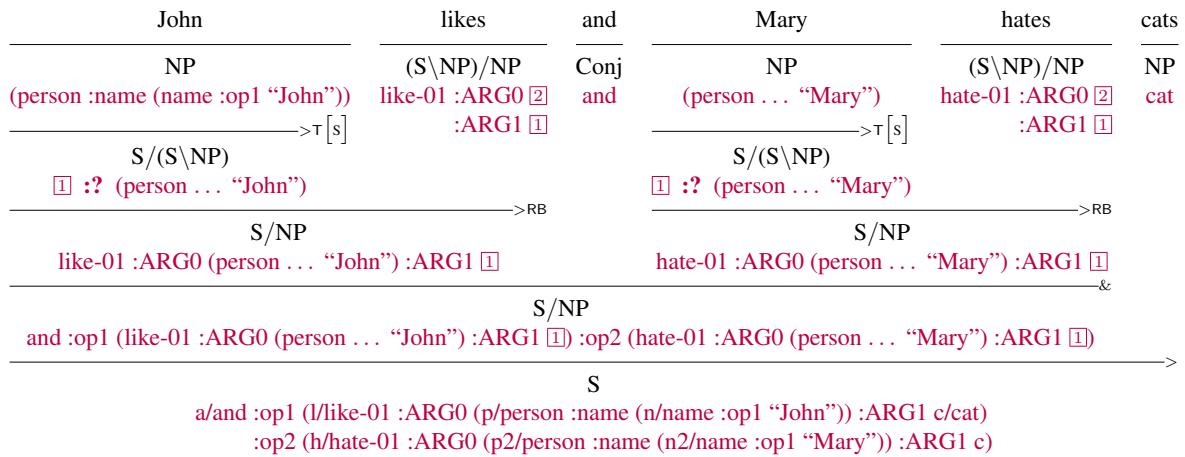 John likes and Mary hates cats
NP (S\NP)/NP Conj NP (S\NP)/NP NP
(person :name (name :op1 “John”)) like-01 :ARG0 2 and (person … “Mary”) hate-01 :ARG0 2 cat
>T[S] :ARG1 1 >T[S] :ARG1 1
S/(S\NP) S/(S\NP)
1 :? (person … “John”) 1 :? (person … “Mary”)
>RB >RB
S/NP S/NP
like-01 :ARG0 (person … “John”) :ARG1 1 hate-01 :ARG0 (person … “Mary”) :ARG1 1
&
S/NP
and :op1 (like-01 :ARG0 (person … “John”) :ARG1 1) :op2 (hate-01 :ARG0 (person … “Mary”) :ARG1 1)
>
S
a/and :op1 (l/like-01 :ARG0 (p/person :name (n/name :op1 “John”)) :ARG1 c/cat)
:op2 (h/hate-01 :ARG0 (p2/person :name (n2/name :op1 “Mary”)) :ARG1 c)